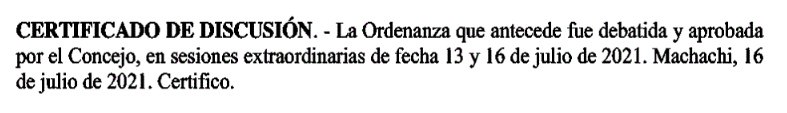 CERTIFICADO DE DISCUSIÓN. - La Ordenanza que antecede fue debatida y aprobada
por el Concejo, en sesiones extraordinarias de fecha 13 y 16 de julio de 2021. Machachi, 16
de julio de 2021. Certifico.